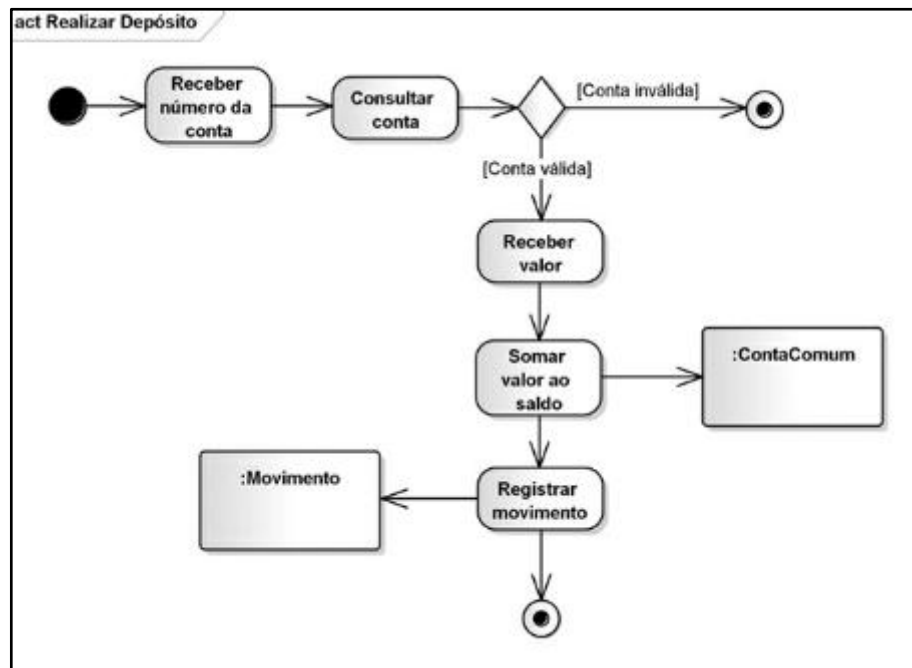 act Realizar Depósito
Receber
número da
conta
Consultar
conta
[Conta inválida]
[Conta válida]
Receber
valor
Somar
valor ao
saldo
:ContaComum
:Movimento
Registrar
movimento